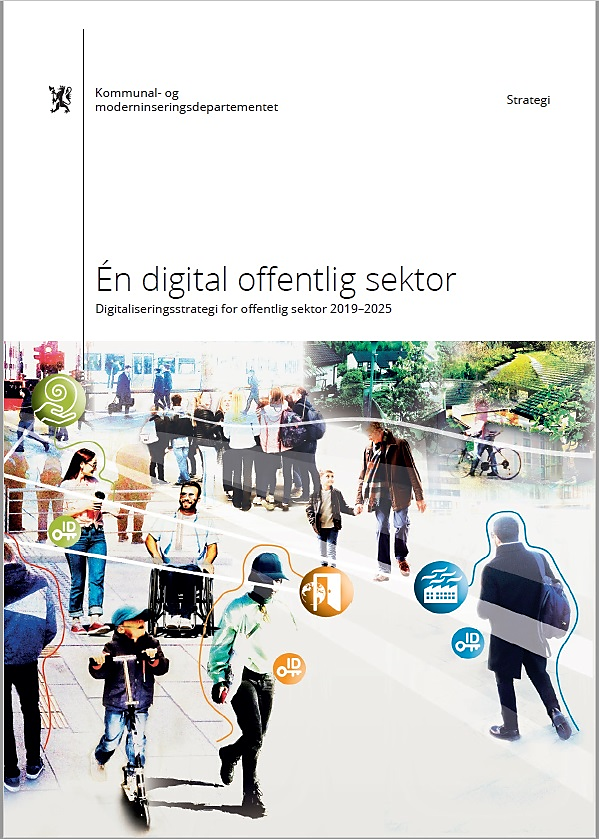 Kommunal- og
moderninseringsdepartementet
Strategi
Én digital offentlig sektor
Digitaliseringsstrategi for offentlig sektor 2019–2025
ID
ID
ID